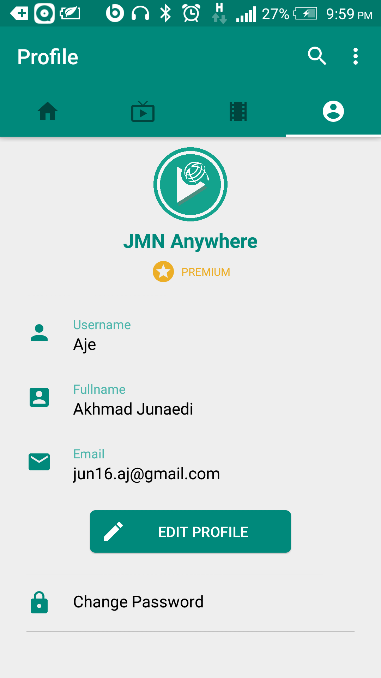 H
27%
9:59 PM
Profile
JMN Anywhere
PREMIUM
Username
Aje
Fullname
Akhmad Junaedi
Email
jun16.aj@gmail.com
EDIT PROFILE
Change Password